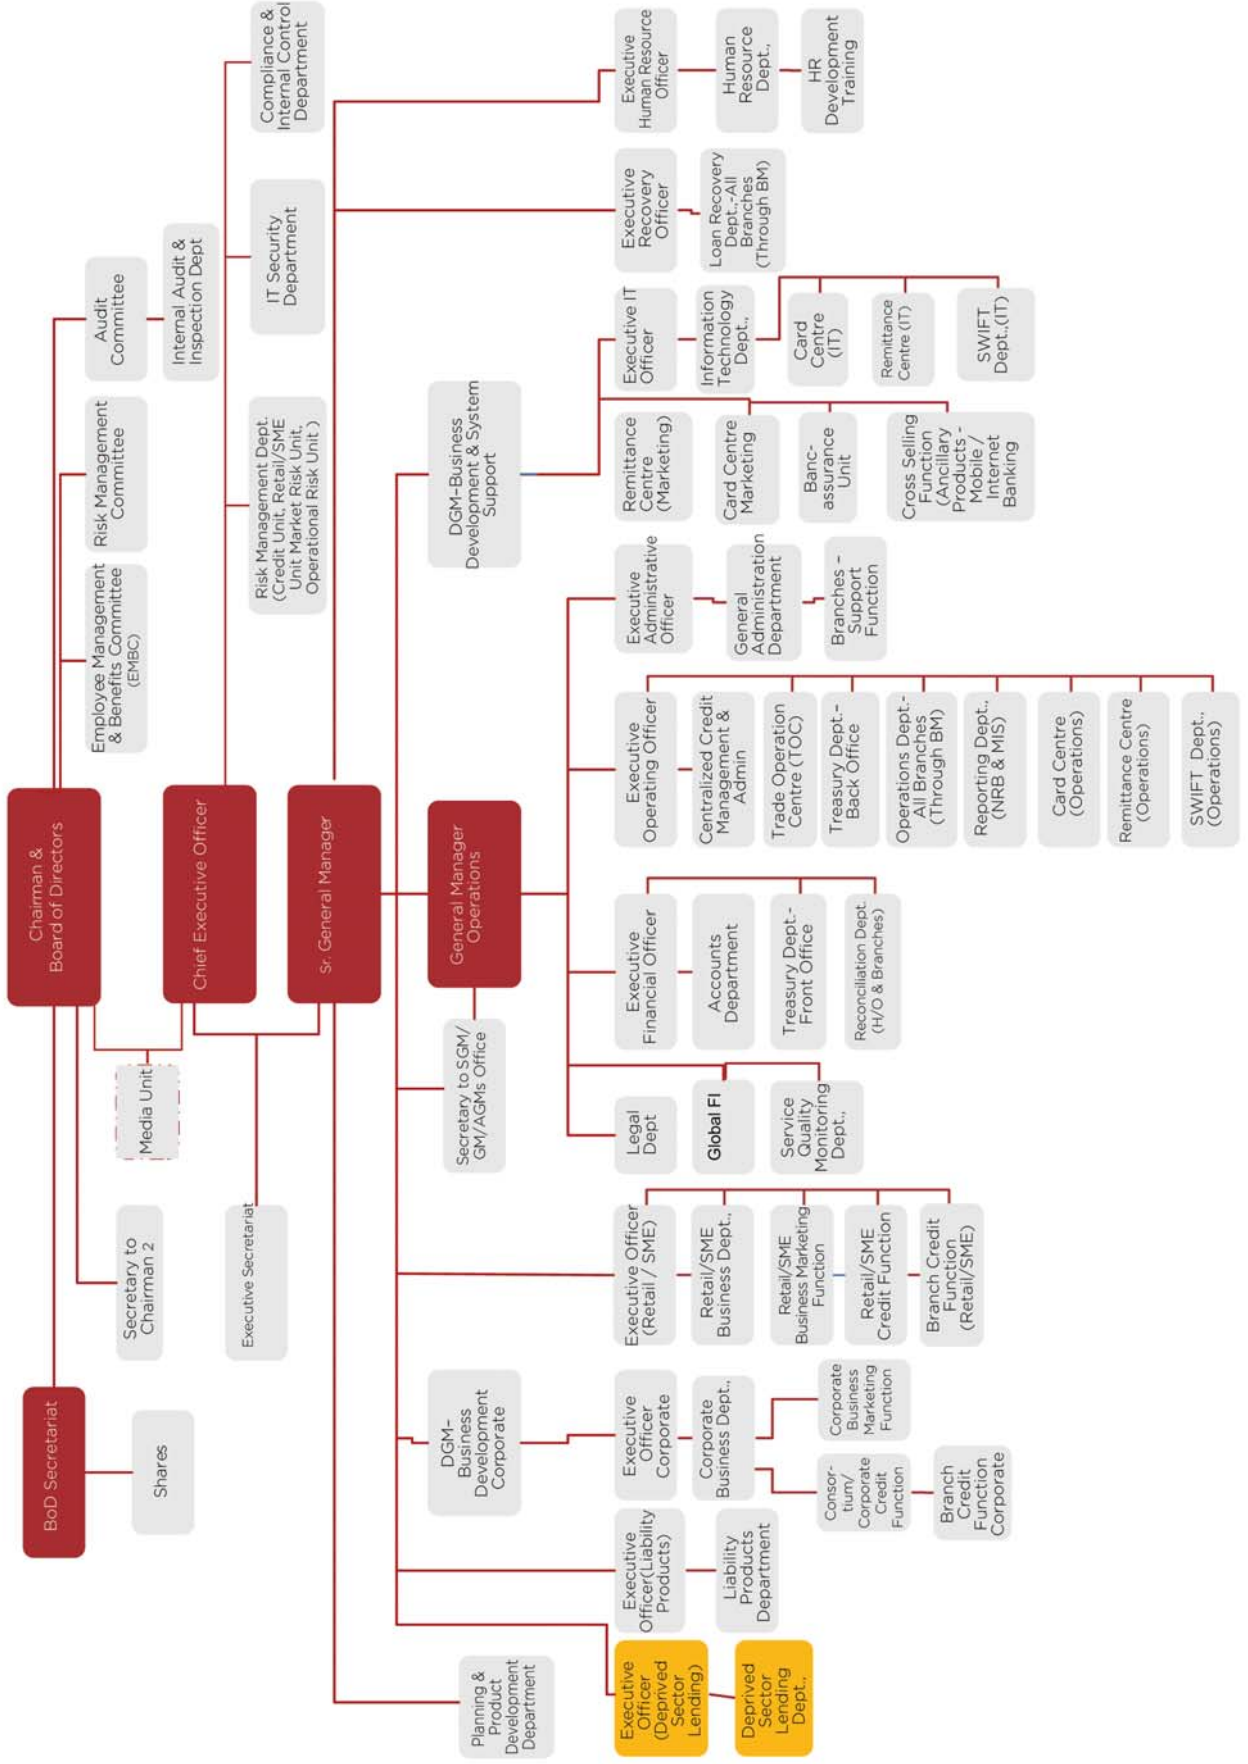 Chairman &
Board of Directors
BoD Secretariat
Shares
Secretary to
Chairman 2
Media Unit
Employee Management
& Benefits Committee
(EMBC)
Risk Management
Committee
Audit
Committee
Internal Audit &
Inspection Dept
Chief Executive Officer
Executive Secretariat
Risk Management Dept.
(Credit Unit, Retail/SME
Unit Market Risk Unit,
Operational Risk Unit )
IT Security
Department
Compliance &
Internal Control
Department
Sr. General Manager
Planning &
Product
Development
Department
DGM-
Business
Development
Corporate
Secretary to SGM/
GM/AGMs Office
General Manager
Operations
DGM-Business
Development & System
Support
Executive
Officer
(Deprived
Sector
Lending)
Deprived
Sector
Lending
Dept.,
Executive
Officer(Liability
Products)
Liability
Products
Department
Executive
Officer
Corporate
Corporate
Business Dept.,
Consor-
tium/
Corporate
Credit
Function
Corporate
Business
Marketing
Function
Branch
Credit
Function
Corporate
Executive Officer
(Retail / SME)
Retail/SME
Business Dept.,
Retail/SME
Business Marketing
Function
Retail/SME
Credit Function
Branch Credit
Function
(Retail/SME)
Legal
Dept
Global FI
Service
Quality
Monitoring
Dept.,
Executive
Financial Officer
Accounts
Department
Treasury Dept.-
Front Office
Reconciliation Dept.
(H/O & Branches)
Executive
Operating Officer
Centralized Credit
Management &
Admin
Trade Operation
Centre (TOC)
Treasury Dept.-
Back Office
Operations Dept.-
All Branches
(Through BM)
Reporting Dept.,
(NRB & MIS)
Card Centre
(Operations)
Remittance Centre
(Operations)
SWIFT Dept.,
(Operations)
Executive
Administrative
Officer
General
Administration
Department
Branches –
Support
Function
Remittance
Centre
(Marketing)
Card Centre
Marketing
Banc-
assurance
Unit
Cross Selling
Function
(Ancillary
Products -
Mobile /
Internet
Banking
Executive IT
Officer
Information
Technology
Dept.,
Card
Centre
(IT)
Remittance
Centre (IT)
SWIFT
Dept.,(IT)
Executive
Recovery
Officer
Loan Recovery
Dept.,-All
Branches
(Through BM)
Executive
Human Resource
Officer
Human
Resource
Dept.,
HR
Development
Training